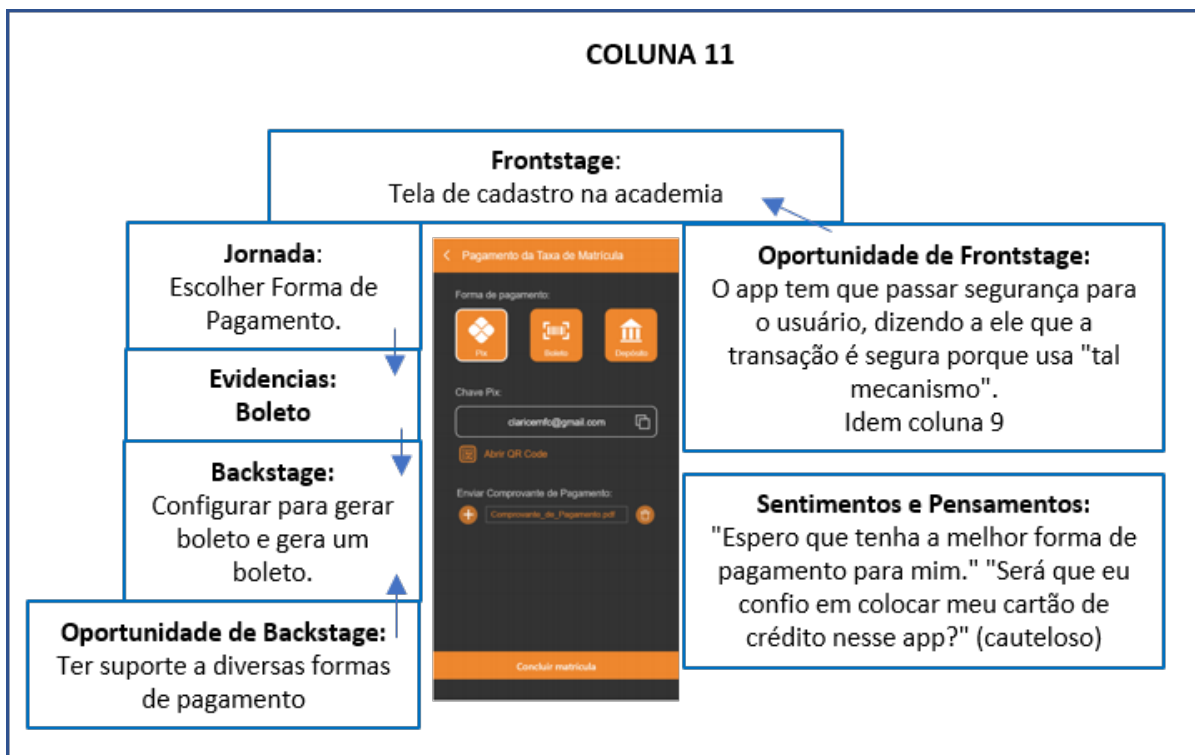 COLUNA 11
Frontstage:
Tela de cadastro na academia
Jornada:
Escolher Forma de
Pagamento.
Evidencias:
Boleto
Backstage:
Configurar para gerar
boleto e gera um
boleto.
Oportunidade de Backstage:
Ter suporte a diversas formas
de pagamento
< Pagamento da Taxa de Matrícula
Forma de pagamento:
Pix
Boleto
Depósito
Chave Pix:
claricemfc@gmail.com
Abrir QR Code
Enviar Comprovante de Pagamento:
Comprovante_de_Pagamento.pdf
Concluir matrícula
Oportunidade de Frontstage:
O app tem que passar segurança para
o usuário, dizendo a ele que a
transação é segura porque usa "tal
mecanismo".
Idem coluna 9
Sentimentos e Pensamentos:
"Espero que tenha a melhor forma de
pagamento para mim." "Será que eu
confio em colocar meu cartão de
crédito nesse app?" (cauteloso)